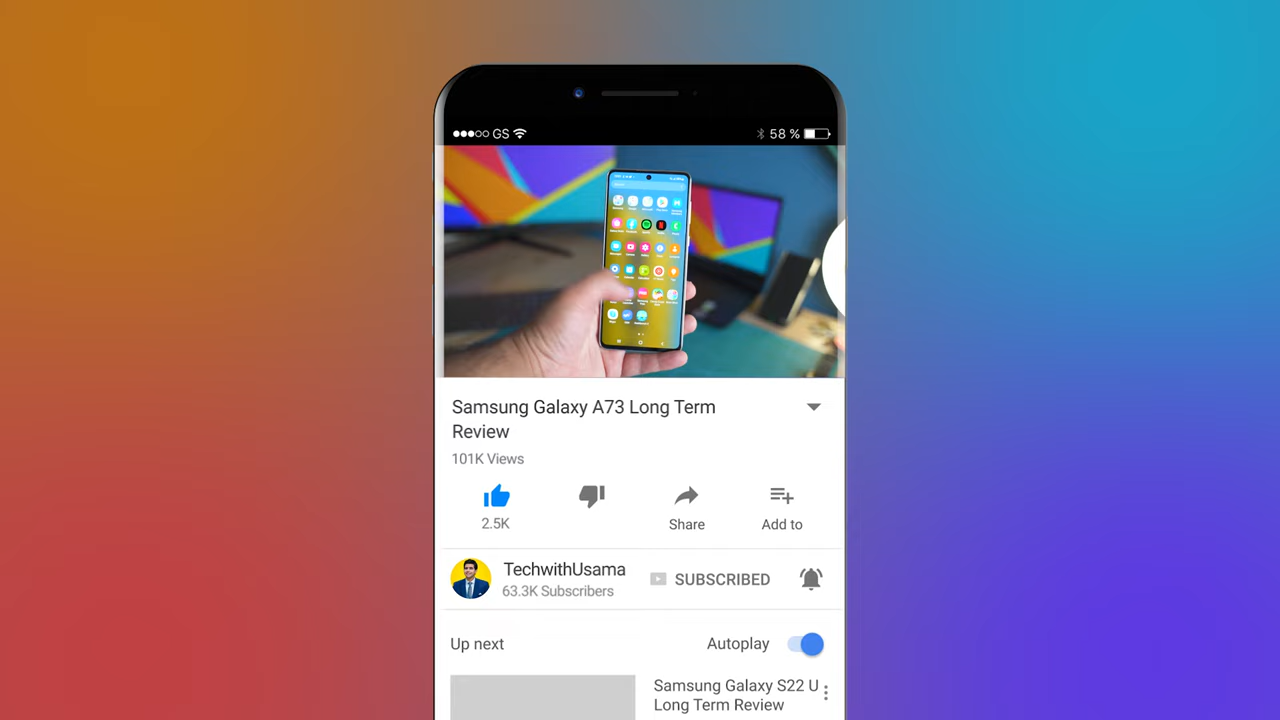 GS 58 %
Samsung Galaxy A73 Long Term
Review
101K Views
2.5K
Share
Add to
TechwithUsama
63.3K Subscribers
SUBSCRIBED
Up next
Autoplay
Samsung Galaxy S22 U
Long Term Review